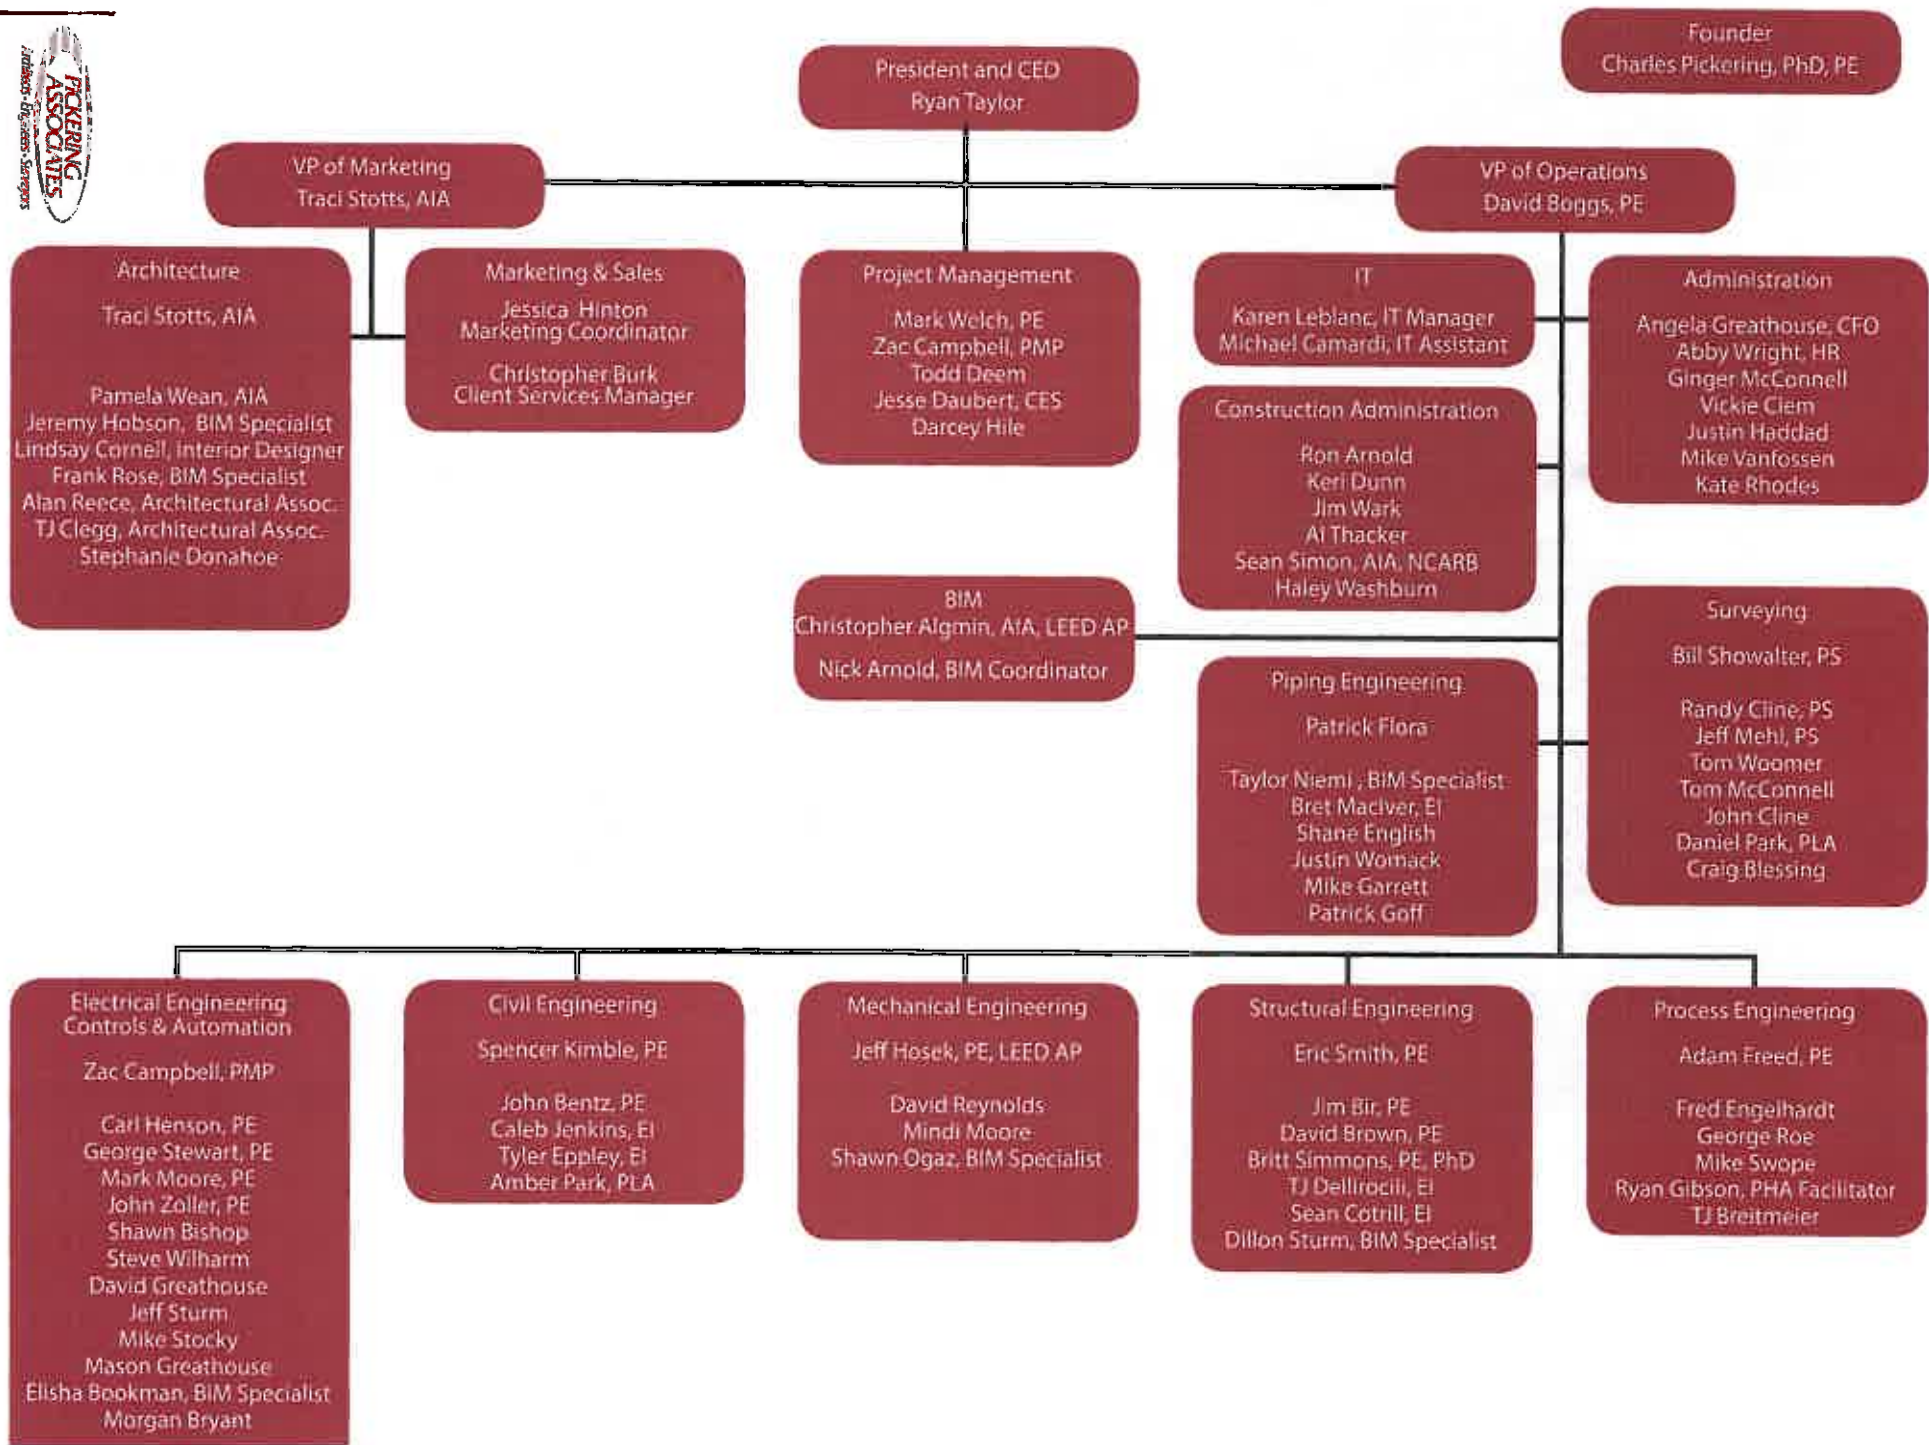 PICKERING
ASSOCIATES
Architects • Engineers • Surveyors
Founder
Charles Pickering, PhD, PE
President and CEO
Ryan Taylor
VP of Marketing
Traci Stotts, AIA
VP of Operations
David Boggs, PE
Architecture
Traci Stotts, AIA
Pamela Wean, AIA
Jeremy Hobson, BIM Specialist
Lindsay Cornell, Interior Designer
Frank Rose, BIM Specialist
Alan Reece, Architectural Assoc.
TJ Clegg, Architectural Assoc.
Stephanie Donahoe
Marketing & Sales
Jessica Hinton
Marketing Coordinator
Christopher Burk
Client Services Manager
Project Management
Mark Welch, PE
Zac Campbell, PMP
Todd Deem
Jesse Daubert, CES
Darcey Hile
IT
Karen Leblanc, IT Manager
Michael Camardi, IT Assistant
Administration
Angela Greathouse, CFO
Abby Wright, HR
Ginger McConnell
Vickie Clem
Justin Haddad
Mike Vanfossen
Kate Rhodes
Construction Administration
Ron Arnold
Keri Dunn
Jim Wark
Al Thacker
Sean Simon, AIA, NCARB
Haley Washburn
BIM
Christopher Algmin, AIA, LEED AP
Nick Arnold, BIM Coordinator
Surveying
Bill Showalter, PS
Randy Cline, PS
Jeff Mehl, PS
Tom Woomer
Tom McConnell
John Cline
Daniel Park, PLA
Craig Blessing
Piping Engineering
Patrick Flora
Taylor Niemi , BIM Specialist
Bret MacIver, EI
Shane English
Justin Womack
Mike Garrett
Patrick Goff
Electrical Engineering
Controls & Automation
Zac Campbell, PMP
Carl Henson, PE
George Stewart, PE
Mark Moore, PE
John Zoller, PE
Shawn Bishop
Steve Wilharm
David Greathouse
Jeff Sturm
Mike Stocky
Mason Greathouse
Elisha Bookman, BIM Specialist
Morgan Bryant
Civil Engineering
Spencer Kimble, PE
John Bentz, PE
Caleb Jenkins, EI
Tyler Eppley, EI
Amber Park, PLA
Mechanical Engineering
Jeff Hosek, PE, LEED AP
David Reynolds
Mindi Moore
Shawn Ogaz, BIM Specialist
Structural Engineering
Eric Smith, PE
Jim Bir, PE
David Brown, PE
Britt Simmons, PE, PhD
TJ Dellirocili, EI
Sean Cotrill, EI
Dillon Sturm, BIM Specialist
Process Engineering
Adam Freed, PE
Fred Engelhardt
George Roe
Mike Swope
Ryan Gibson, PHA Facilitator
TJ Breitmeier